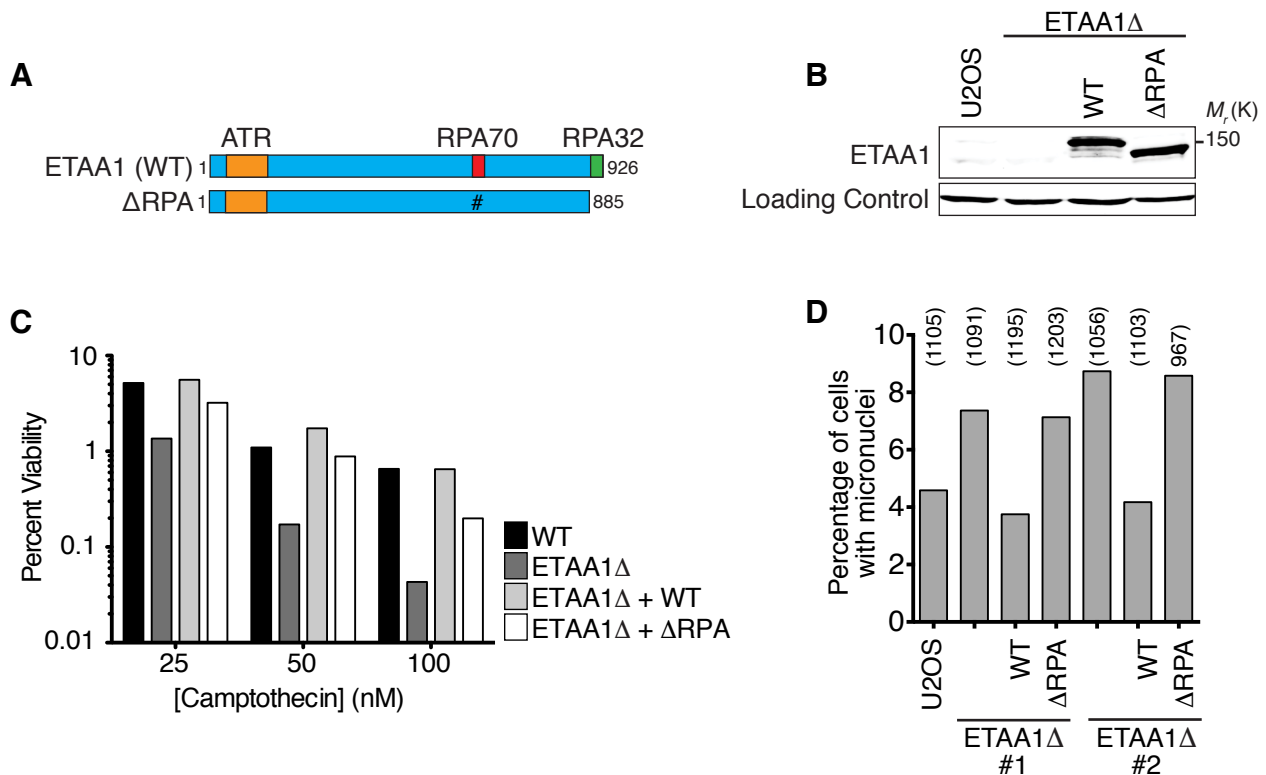 A
ATR RPA70 RPA32
ETAA1 (WT) 1 926
ΔRPA 1 # 885
B
ETAA1Δ
U2OS WT ΔRPA
Mr (K)
ETAA1 150
Loading Control
C
Percent Viability
10
1
0.1
0.01
25 50 100
[Camptothecin] (nM)
WT
ETAA1Δ
ETAA1Δ + WT
ETAA1Δ + ΔRPA
D
Percentage of cells
with micronuclei
10
8
6
4
2
0
(1105) (1091) (1195) (1203) (1056) (1103) 967)
U2OS WT ΔRPA WT ΔRPA
ETAA1Δ ETAA1Δ
#1 #2